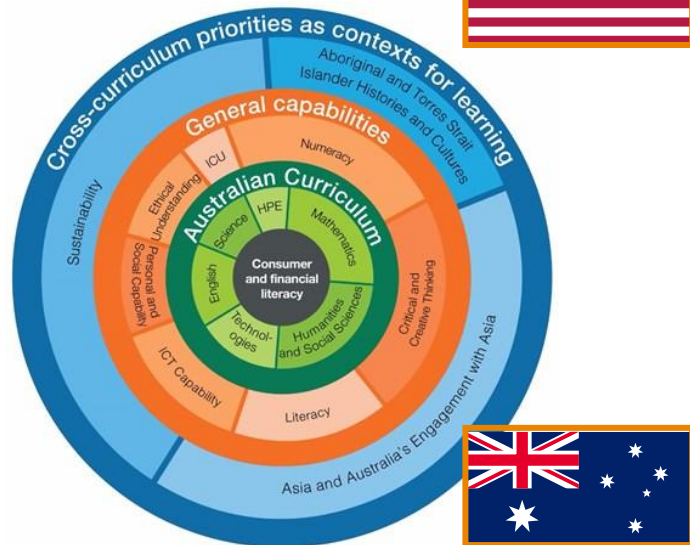 Cross-curriculum priorities as contexts for learning
Aboriginal and Torres Strait
Islander Histories and Cultures
General capabilities
Numeracy
ICU
Ethical
Understanding
Australian Curriculum
HPE
Science
Mathematics
Sustainability
Personal and
Social Capability
English
Consumer
and financial
literacy
Critical and
Creative Thinking
Technol-
ogies
Humanities
and Social Sciences
ICT Capability
Literacy
Asia and Australia's Engagement with Asia